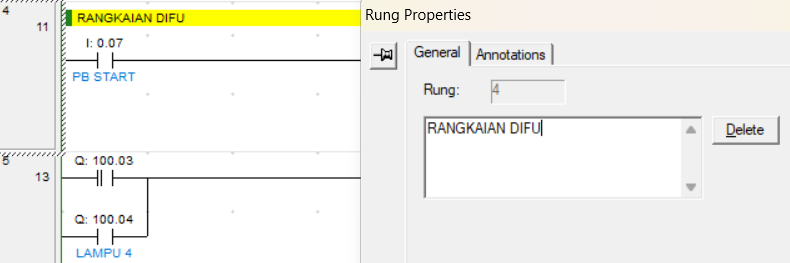 4
11
RANGKAIAN DIFU
I: 0.07
PB START
5
13
Q: 100.03
Q: 100.04
LAMPU 4
Rung Properties
General
Annotations
Rung:
4
RANGKAIAN DIFU
Delete